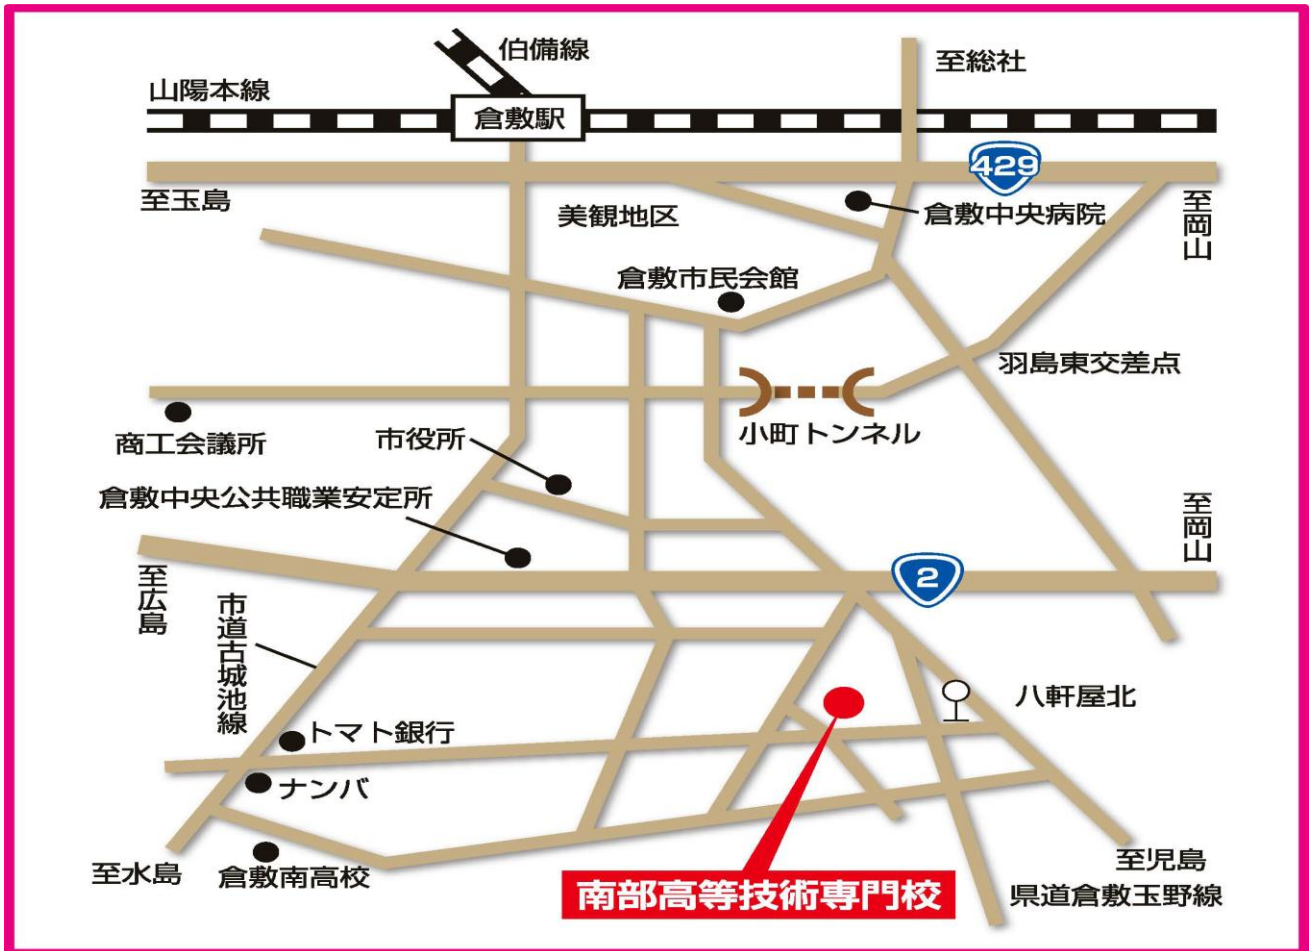 伯備線
至総社
山陽本線
倉敷駅
429
至玉島
美観地区
倉敷中央病院
至岡山
倉敷市民会館
羽島東交差点
商工会議所
市役所
小町トンネル
倉敷中央公共職業安定所
至岡山
至広島
2
市道古城池線
八軒屋北
トマト銀行
ナンバ
至水島
倉敷南高校
南部高等技術専門校
至児島
県道倉敷玉野線